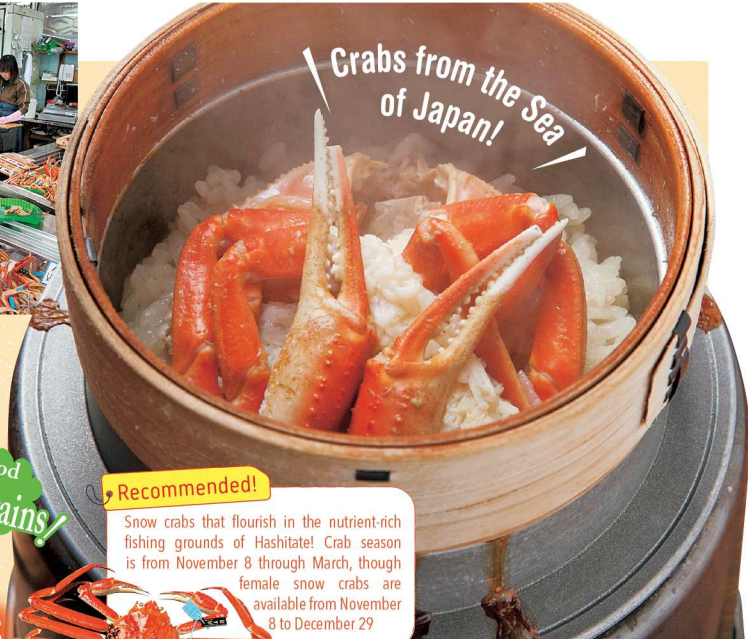 Crabs from the Sea
of Japan!
Recommended!
Snow crabs that flourish in the nutrient-rich
fishing grounds of Hashitate! Crab season
is from November 8 through March, though
female snow crabs are
available from November
8 to December 29